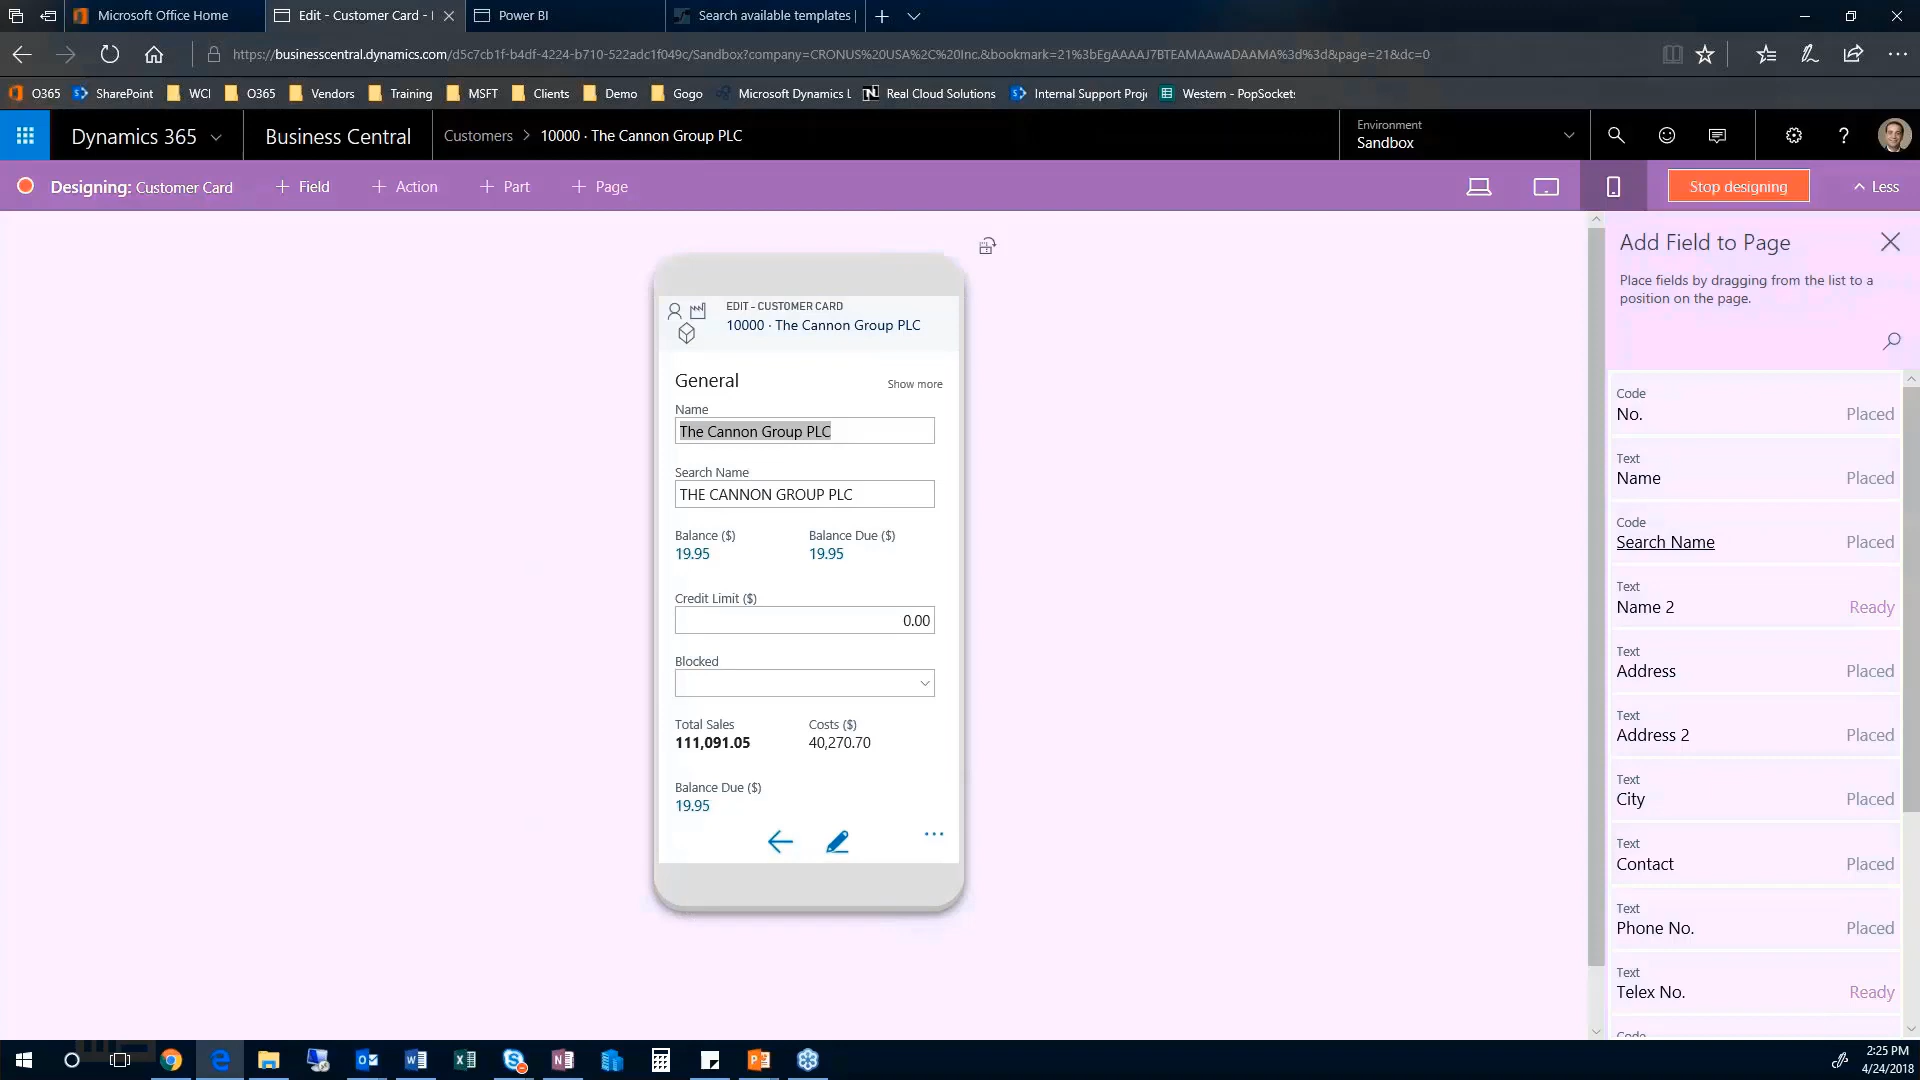 Microsoft Office Home
Edit - Customer Card -
Power BI
Search available templates |
https://businesscentral.dynamics.com/d5c7cb1f-b4df-4224-b710-522adc1f049c/Sandbox?company=CRONUS%20USA%2C%20Inc.&bookmark=21%3bEgAAAAJ7BTEAMAAwADAAMA%3d%3d&page=21&dc=0
O365
SharePoint
WCI
O365
Vendors
Training
MSFT
Clients
Demo
Gogo
Microsoft Dynamics L
Real Cloud Solutions
Internal Support Proj
Western - PopSockets
Dynamics 365
Business Central
Customers > 10000 · The Cannon Group PLC
Environment
Sandbox
Designing: Customer Card
+ Field
+ Action
+ Part
+ Page
Stop designing
Less
EDIT - CUSTOMER CARD
10000 · The Cannon Group PLC
General
Show more
Name
The Cannon Group PLC
Search Name
THE CANNON GROUP PLC
Balance ($) Balance Due ($)
19.95 19.95
Credit Limit ($)
0.00
Blocked
Total Sales Costs ($)
111,091.05 40,270.70
Balance Due ($)
19.95
Add Field to Page
Place fields by dragging from the list to a
position on the page.
Code
No. Placed
Text
Name Placed
Code
Search Name Placed
Text
Name 2 Ready
Text
Address Placed
Text
Address 2 Placed
Text
City Placed
Text
Contact Placed
Text
Phone No. Placed
Text
Telex No. Ready
Code
2:25 PM
4/24/2018